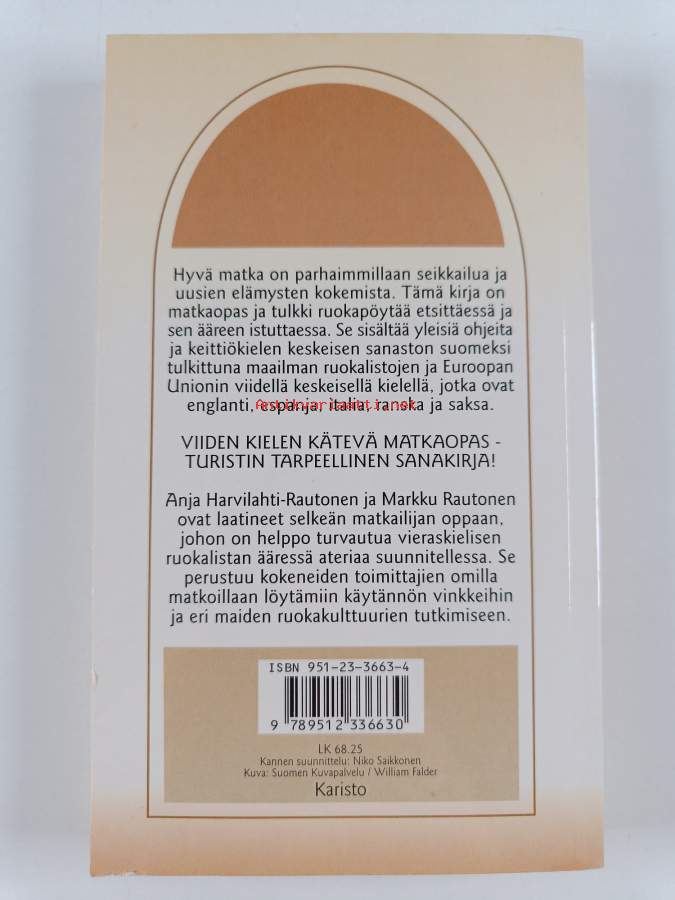 Hyvä matka on parhaimmillaan seikkailua ja
uusien elämysten kokemista. Tämä kirja on
matkaopas ja tulkki ruokapöytää etsittäessä ja
sen ääreen istuttaessa. Se sisältää yleisiä ohjeita
ja keittiökielen keskeisen sanaston suomeksi
tulkittuna maailman ruokalistojen ja Euroopan
Unionin viidellä keskeisellä kielellä, jotka ovat
englanti, espanja, italia, ranska ja saksa.
Antikvariaatti.net
VIIDEN KIELEN KÄTEVÄ MATKAOPAS -
TURISTIN TARPEELLINEN SANAKIRJA!
Anja Harvilahti-Rautonen ja Markku Rautonen
ovat laatineet selkeän matkailijan oppaan,
johon on helppo turvautua vieraskielisen
ruokalistan ääressä ateriaa suunnitellessa. Se
perustuu kokeneiden toimittajien omilla
matkoillaan löytämiin käytännön vinkkeihin
ja eri maiden ruokakulttuurien tutkimiseen.
ISBN 951-23-3663-4
9 789512 336630
LK 68.25
Kannen suunnittelu: Niko Saikkonen
Kuva: Suomen Kuvapalvelu / William Falder
Karisto